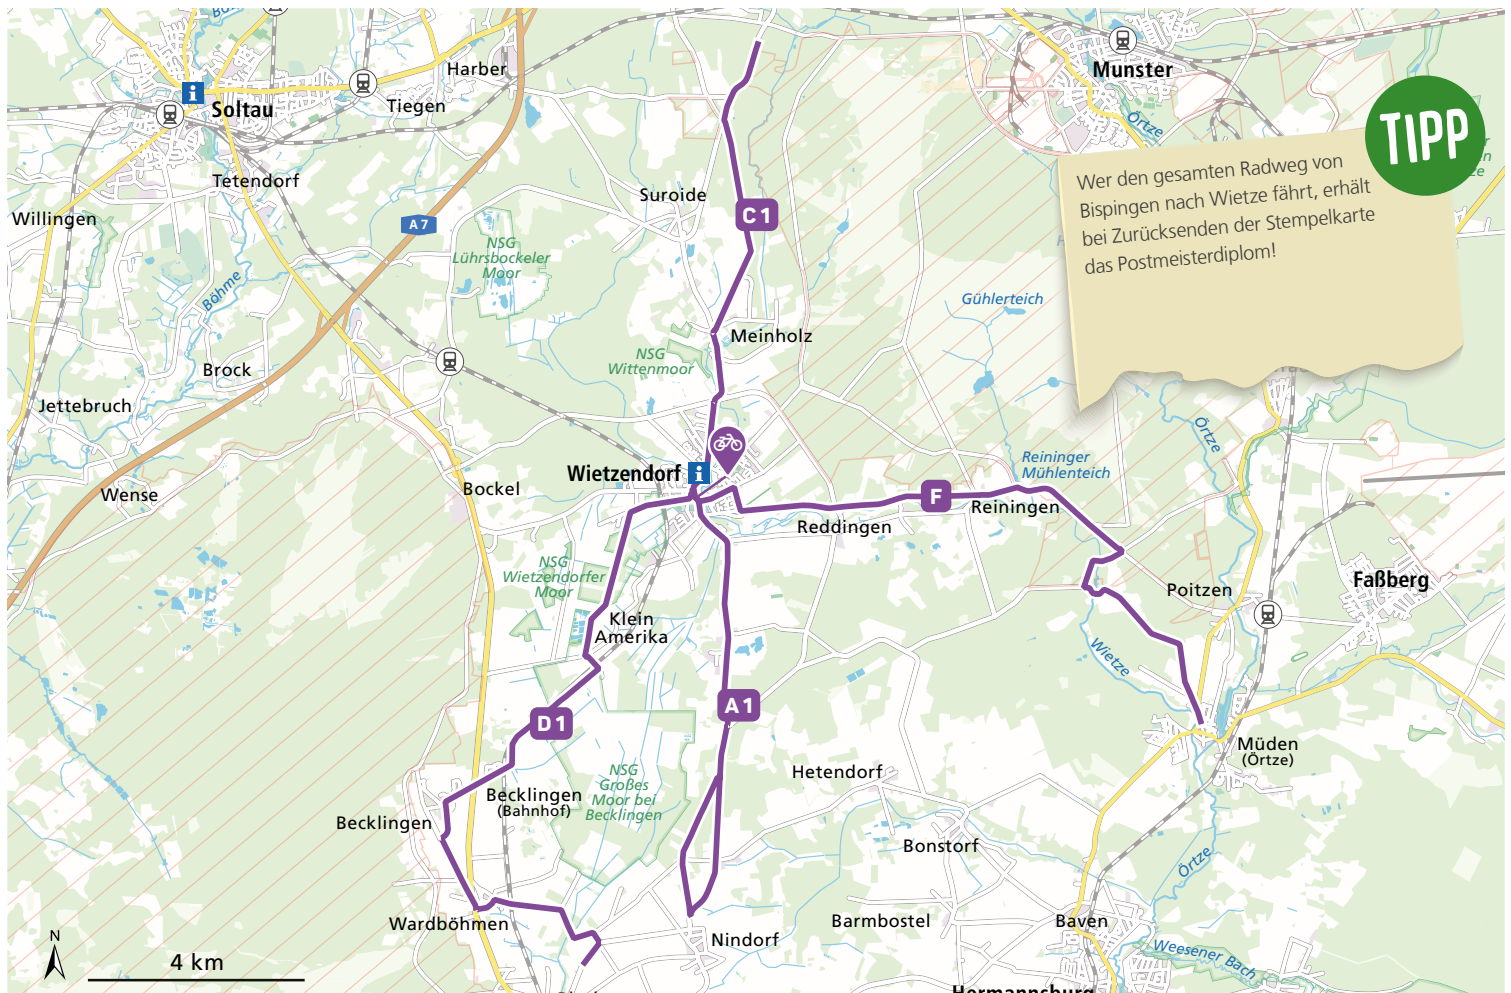 Harber
Munster
Soltau
Tiegen
Örtze
TIPP
Wer den gesamten Radweg von
Bispingen nach Wietze fährt, erhält
bei Zurücksenden der Stempelkarte
das Postmeisterdiplom!
Tetendorf
Suroide
Willingen
A 7
C 1
NSG
Lührsbockeler
Moor
Böhme
Gühlerteich
Meinholz
NSG
Wittenmoor
Brock
Jettebruch
Örtze
Wietzendorf
Reininger
Mühlenteich
Wense
Bockel
F
Reiningen
Reddingen
NSG
Wietzendorfer
Moor
Faßberg
Poitzen
Klein
Amerika
Wietze
A 1
D 1
Müden
(Örtze)
NSG
Großes
Moor bei
Becklingen
Hetendorf
Becklingen
(Bahnhof)
Becklingen
Bonstorf
Örtze
Wardböhmen
Barmbostel
Baven
Nindorf
Weesener Bach
N
4 km
Hermannsburg